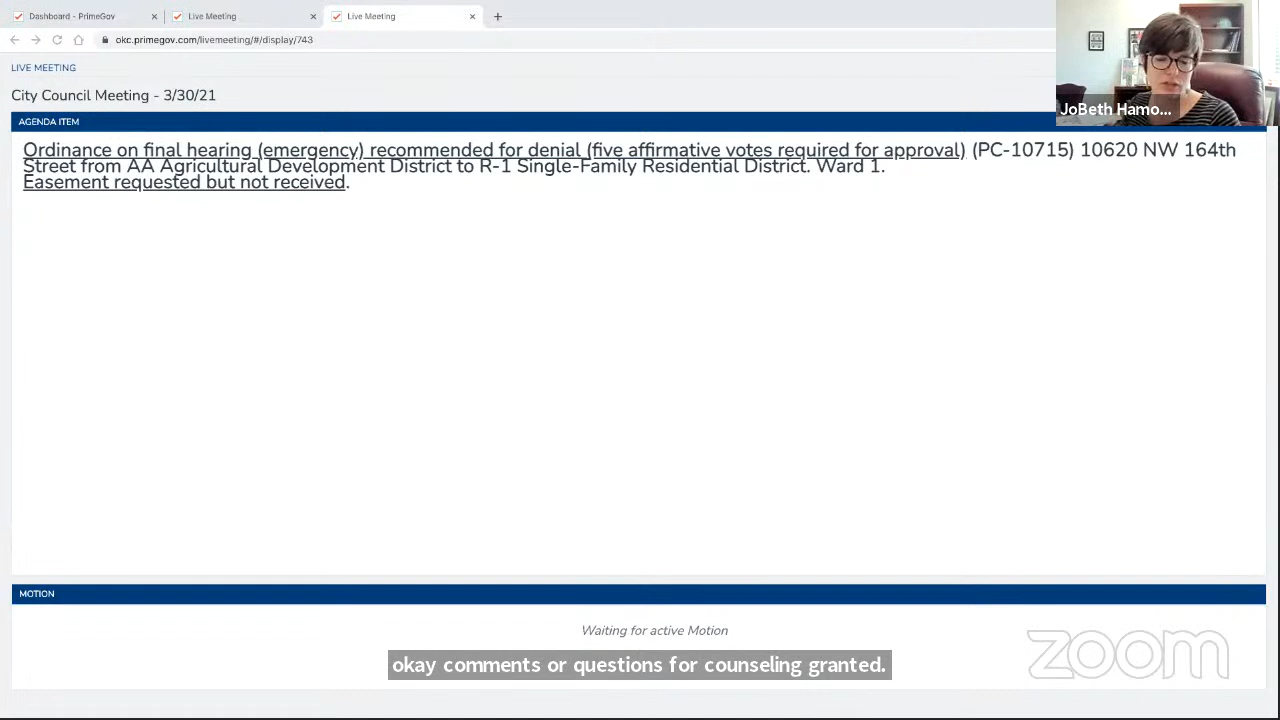 Dashboard - PrimeGov
Live Meeting
Live Meeting
okc.primegov.com/livemeeting/#/display/743
LIVE MEETING
City Council Meeting - 3/30/21
JoBeth Hamo...
AGENDA ITEM
Ordinance on final hearing (emergency) recommended for denial (five affirmative votes required for approval) (PC-10715) 10620 NW 164th
Street from AA Agricultural Development District to R-1 Single-Family Residential District. Ward 1.
Easement requested but not received.
MOTION
Waiting for active Motion
okay comments or questions for counseling granted.
zoom